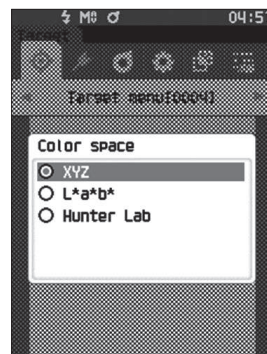 M 04:5
Target
Target menu[0004]
Color space
XYZ
L*a*b*
Hunter Lab